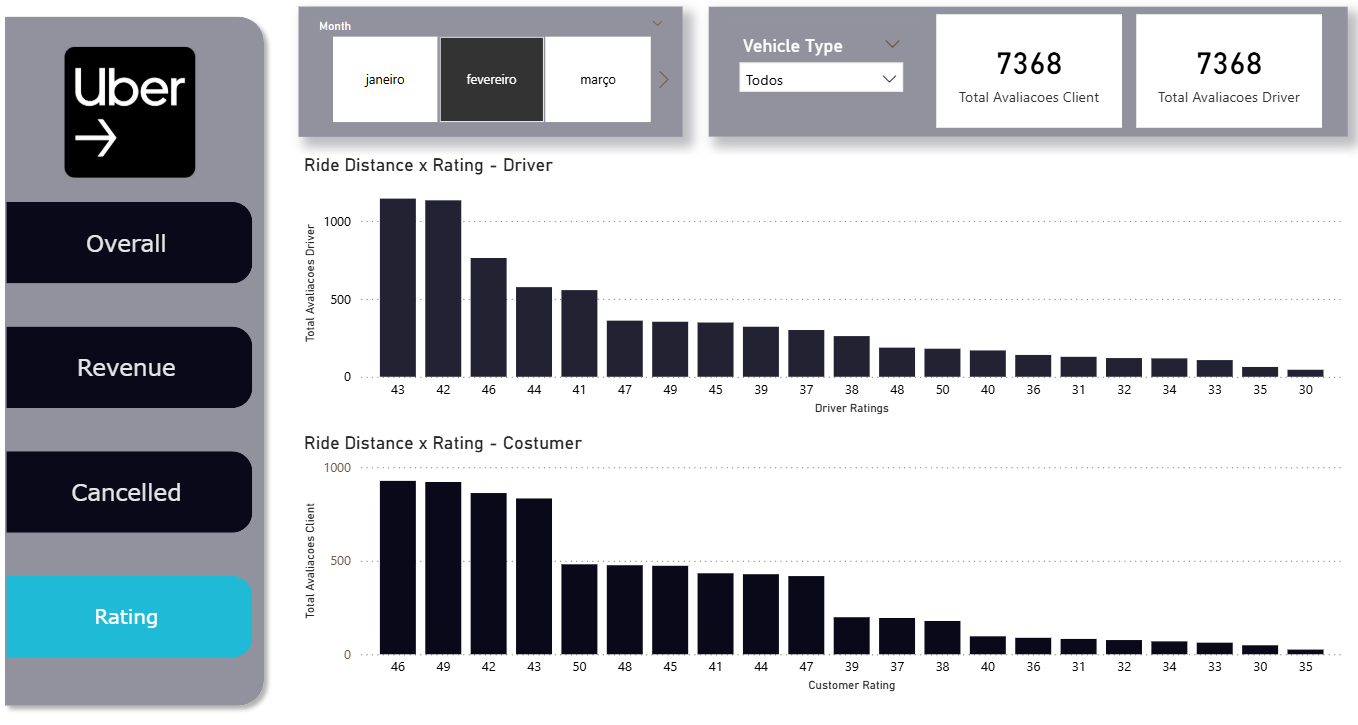 Uber
Overall
Revenue
Cancelled
Rating
Month
janeiro
fevereiro
março
Vehicle Type
Todos
7368
Total Avaliacoes Client
7368
Total Avaliacoes Driver
Ride Distance x Rating - Driver
Total Avaliacoes Driver
1000
500
0
43 42 46 44 41 47 49 45 39 37 38 48 50 40 36 31 32 34 33 35 30
Driver Ratings
Ride Distance x Rating - Costumer
Total Avaliacoes Client
1000
500
0
46 49 42 43 50 48 45 41 44 47 39 37 38 40 36 31 32 34 33 30 35
Customer Rating